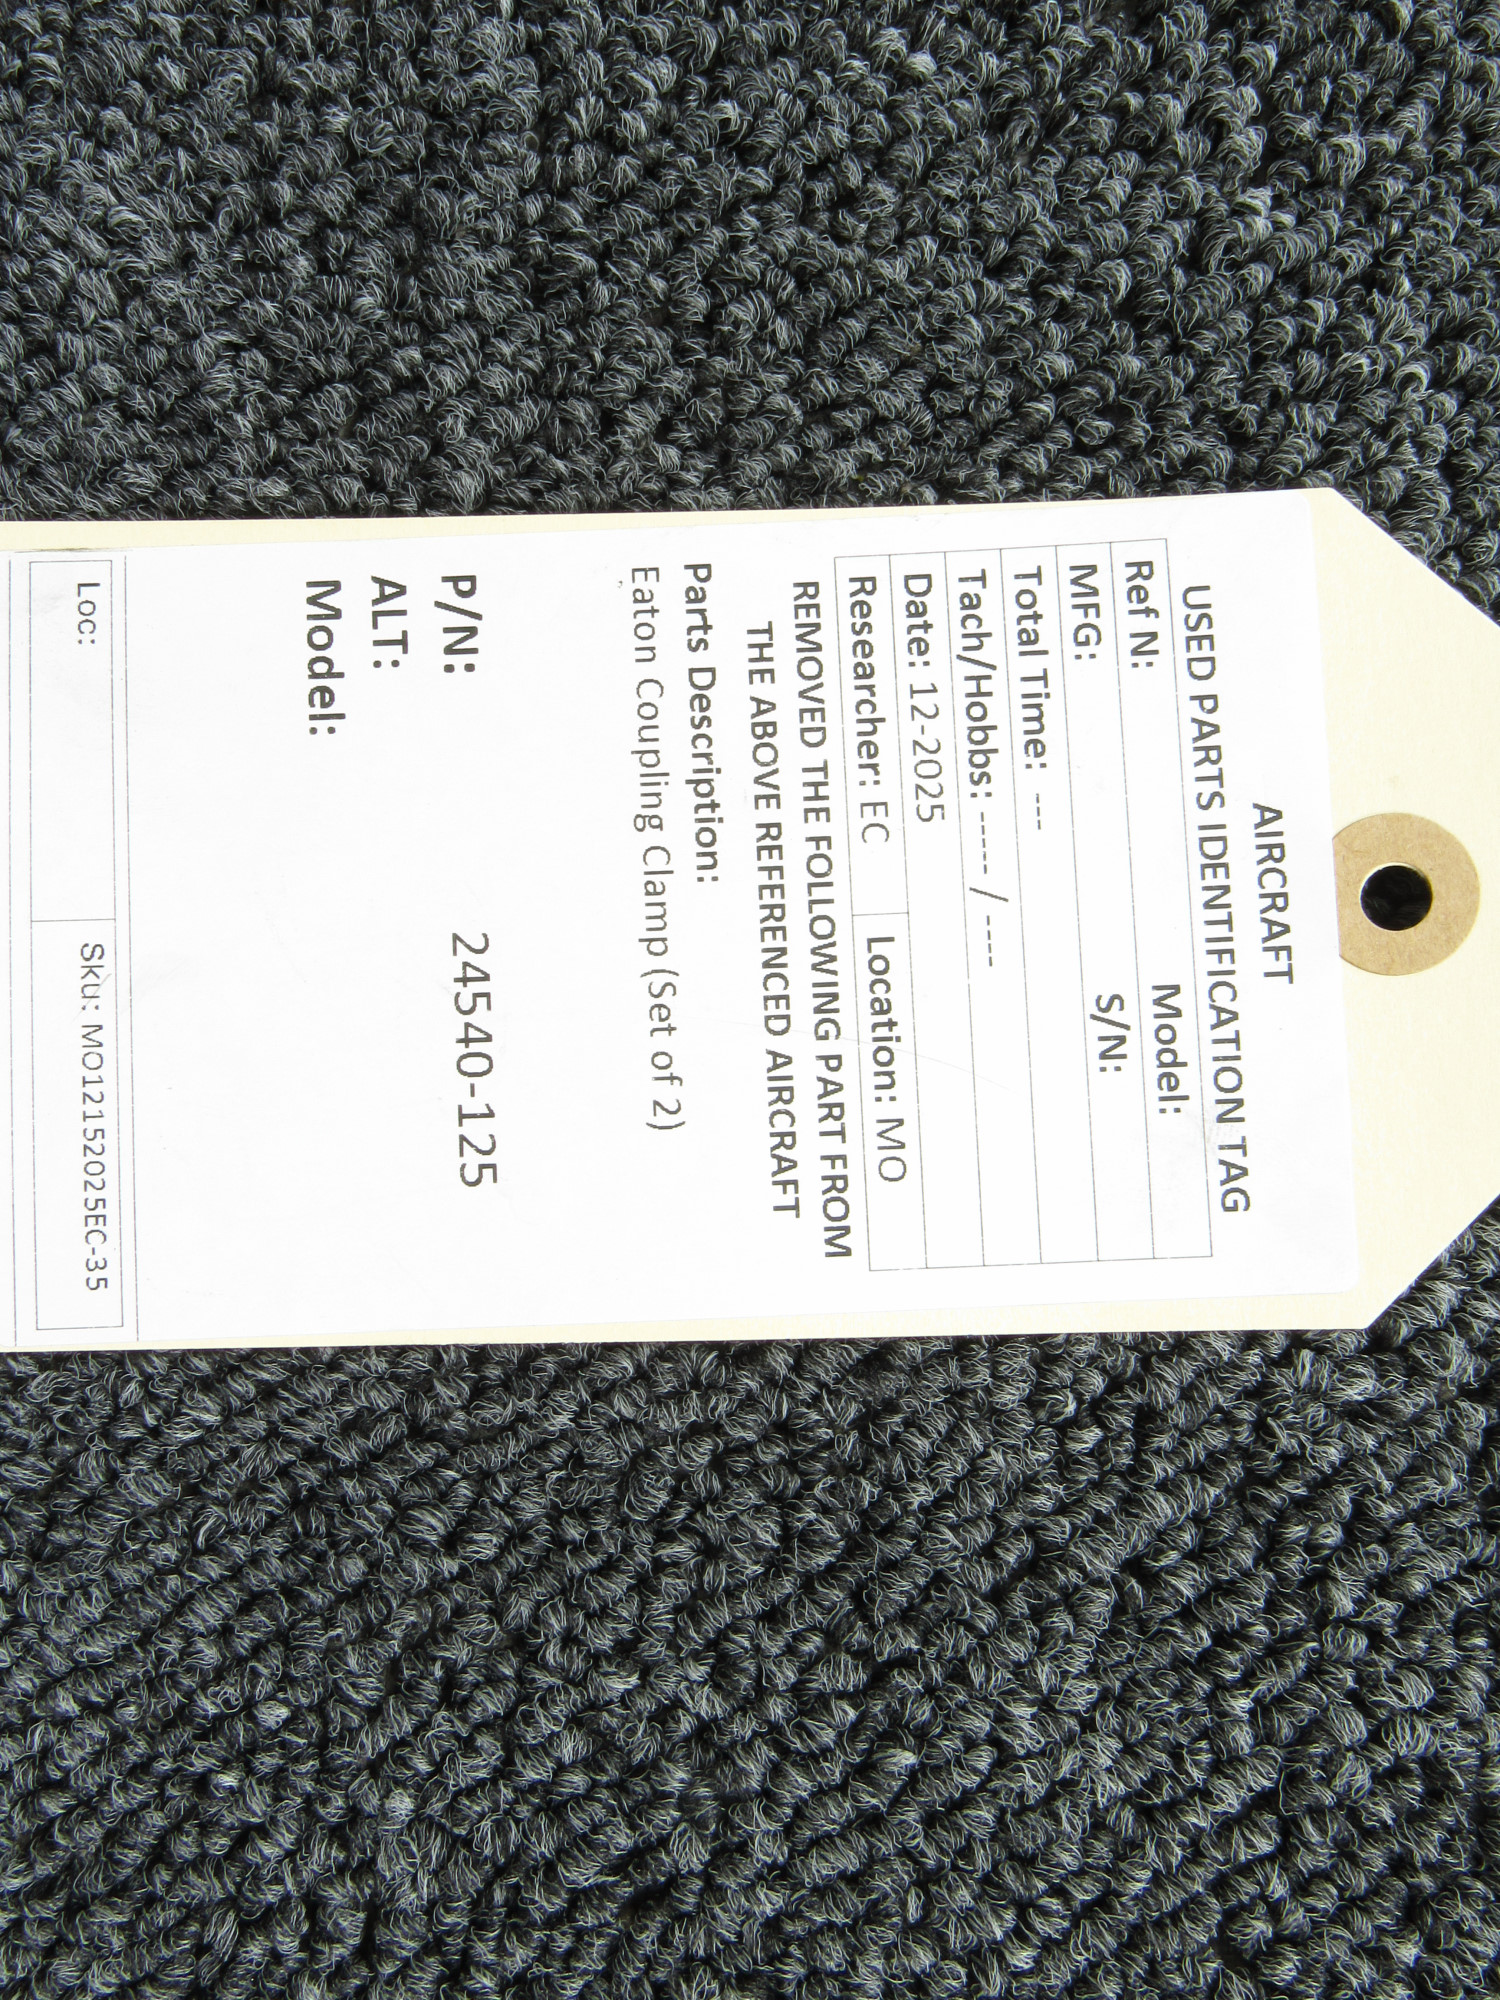 AIRCRAFT
USED PARTS IDENTIFICATION TAG
Ref N: Model:
MFG: S/N:
Total Time: ---
Tach/Hobbs: ----- / ----
Date: 12-2025
Researcher: EC Location: MO
REMOVED THE FOLLOWING PART FROM
THE ABOVE REFERENCED AIRCRAFT
Parts Description:
Eaton Coupling Clamp (Set of 2)
P/N: 24540-125
ALT:
Model:
Loc: Sku: MO12152025EC-35